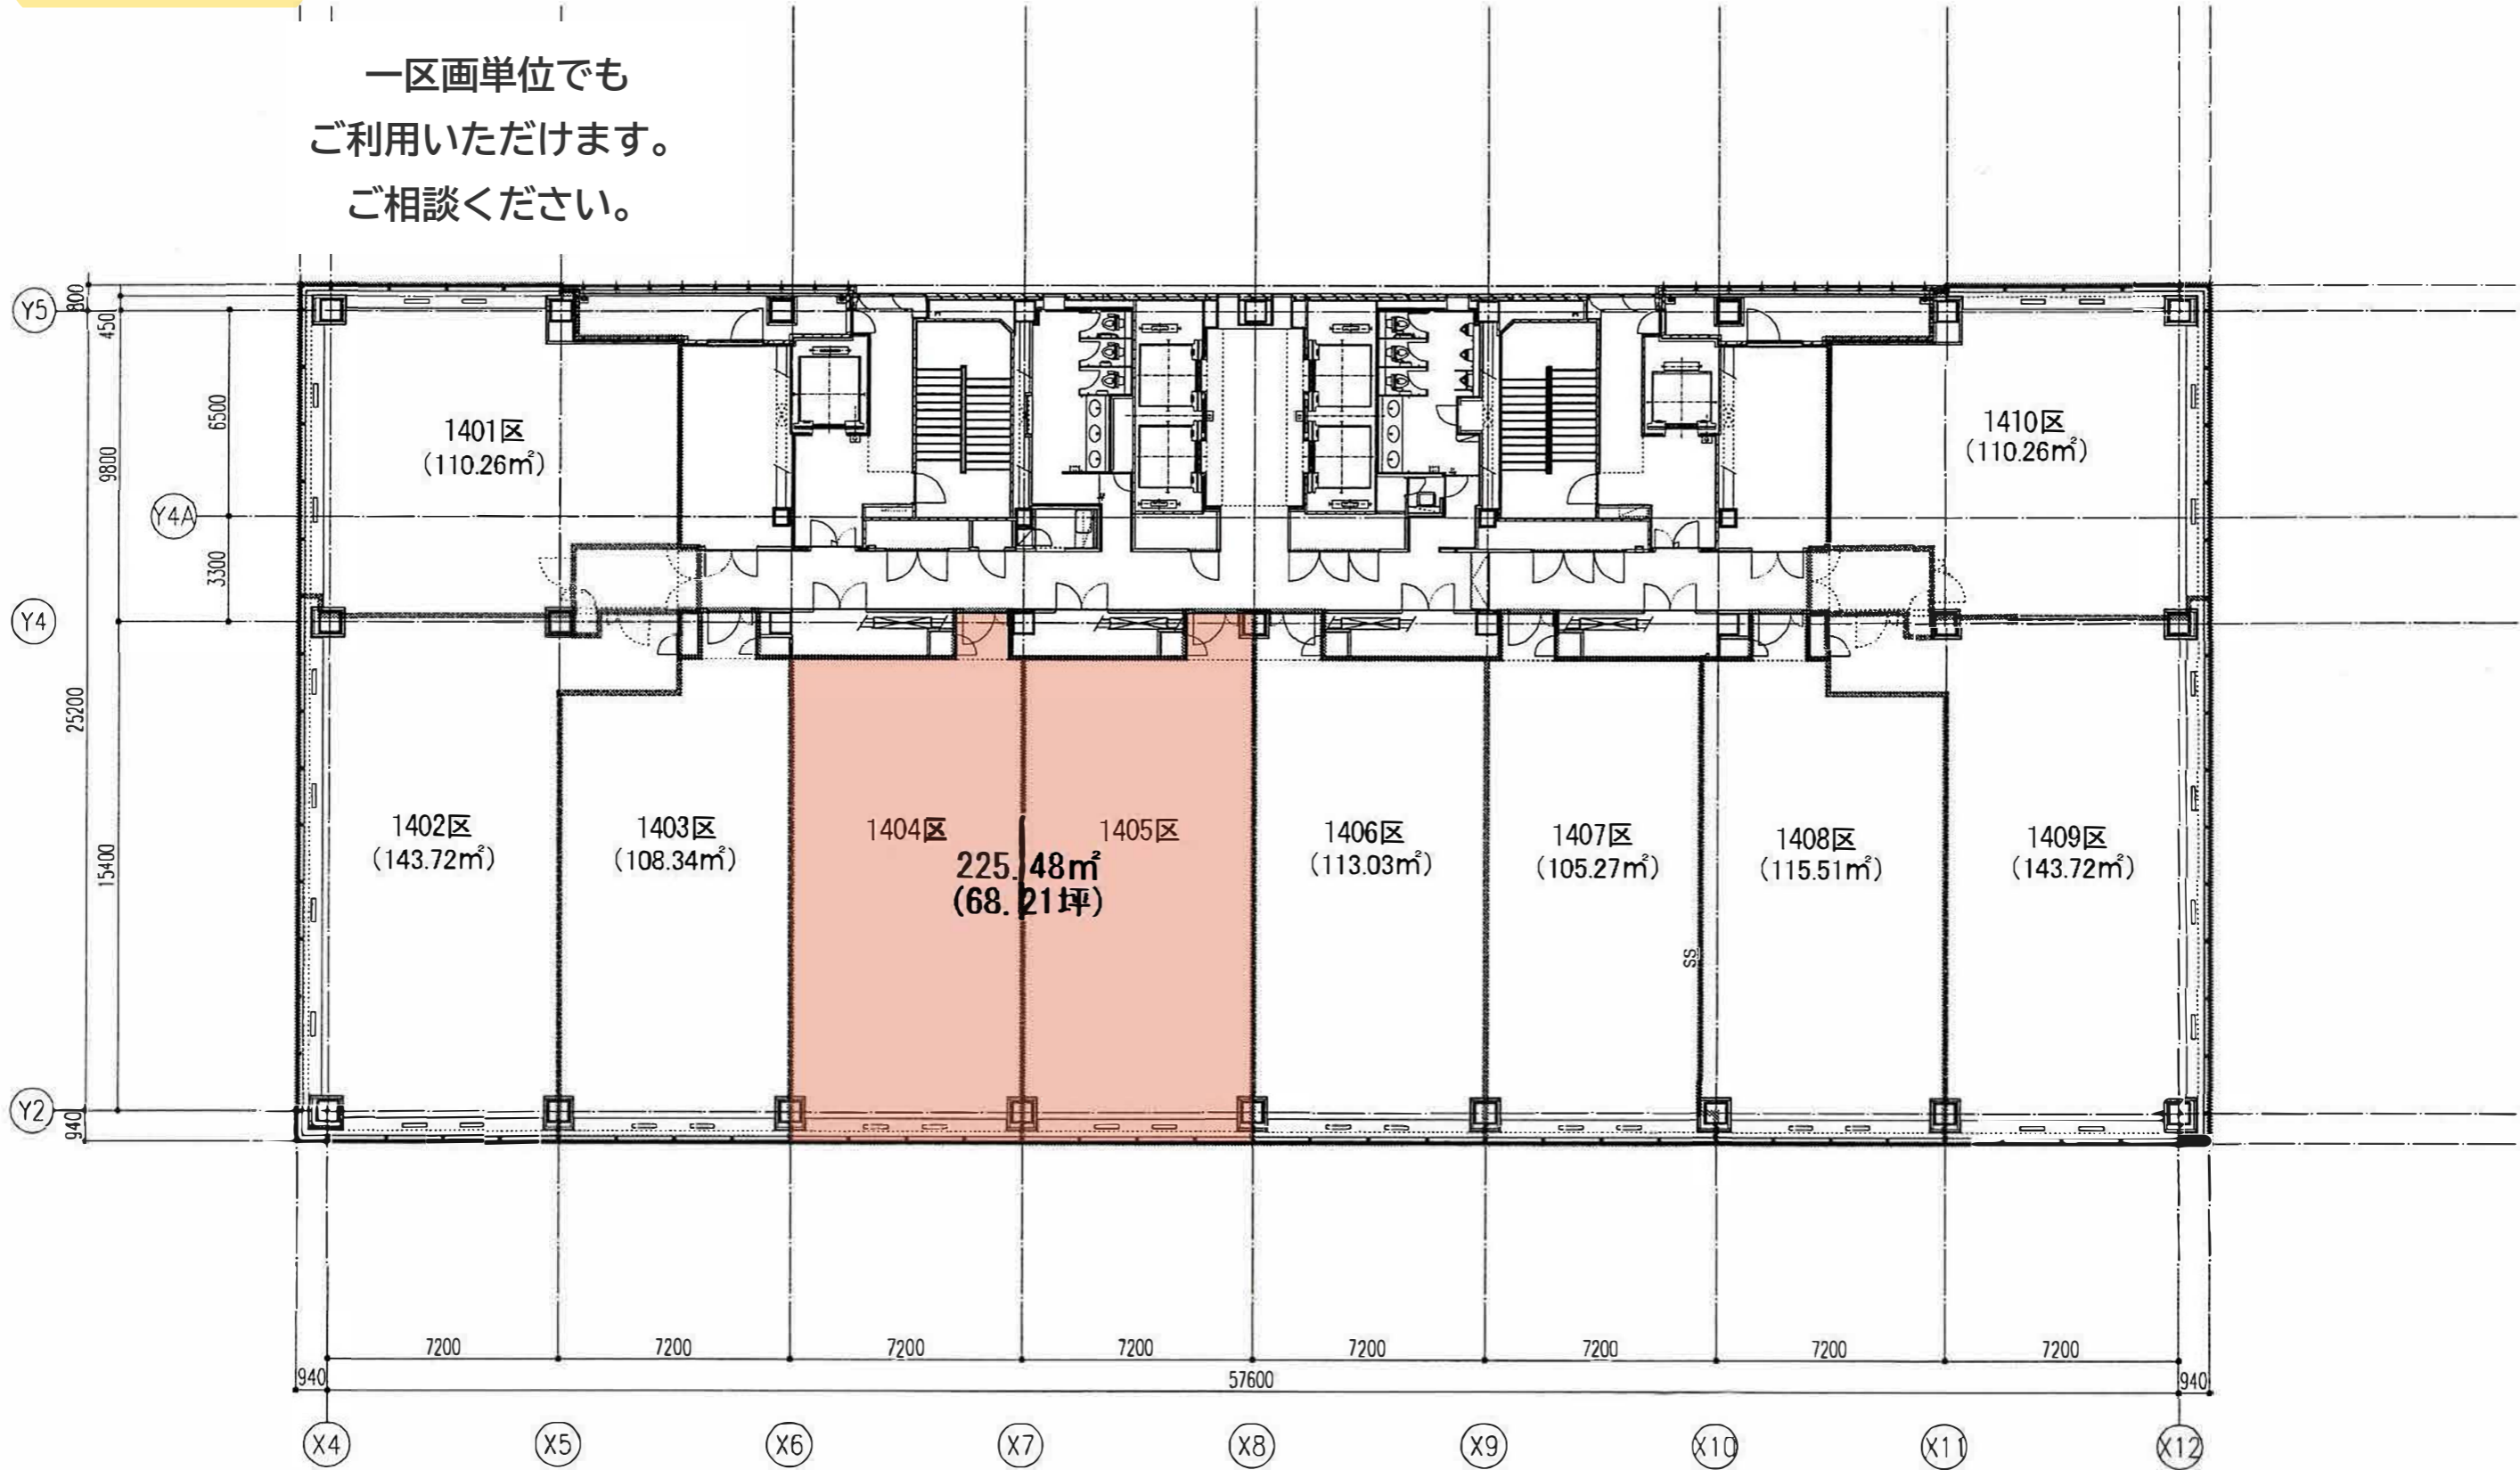 一区画単位でも
ご利用いただけます。
ご相談ください。
Y5
800
450
6500
9800
Y4A
3300
Y4
25200
15400
Y2
940
1401区
(110.26㎡)
1410区
(110.26㎡)
1402区
(143.72㎡)
1403区
(108.34㎡)
1404区
1405区
225.48㎡
(68.21坪)
1406区
(113.03㎡)
1407区
(105.27㎡)
SS
1408区
(115.51㎡)
1409区
(143.72㎡)
7200 7200 7200 7200 7200 7200 7200 7200
940 57600 940
X4 X5 X6 X7 X8 X9 X10 X11 X12